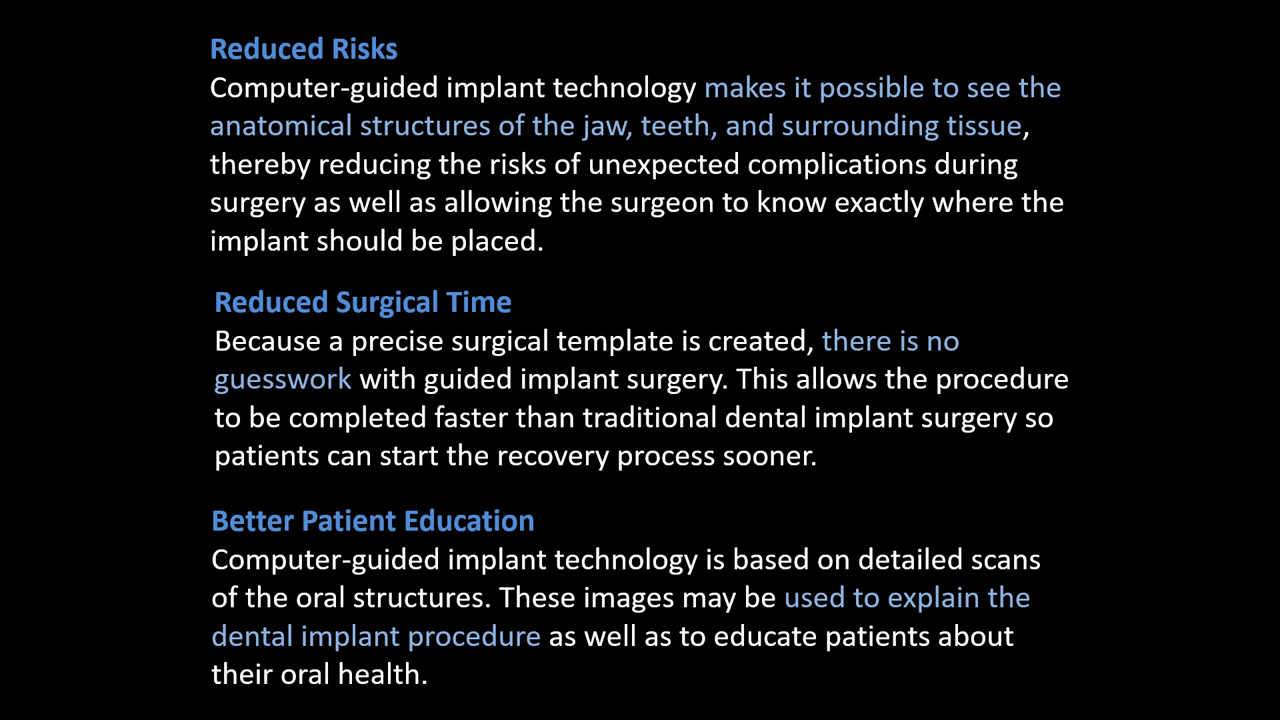 Reduced Risks
Computer-guided implant technology makes it possible to see the
anatomical structures of the jaw, teeth, and surrounding tissue,
thereby reducing the risks of unexpected complications during
surgery as well as allowing the surgeon to know exactly where the
implant should be placed.
Reduced Surgical Time
Because a precise surgical template is created, there is no
guesswork with guided implant surgery. This allows the procedure
to be completed faster than traditional dental implant surgery so
patients can start the recovery process sooner.
Better Patient Education
Computer-guided implant technology is based on detailed scans
of the oral structures. These images may be used to explain the
dental implant procedure as well as to educate patients about
their oral health.